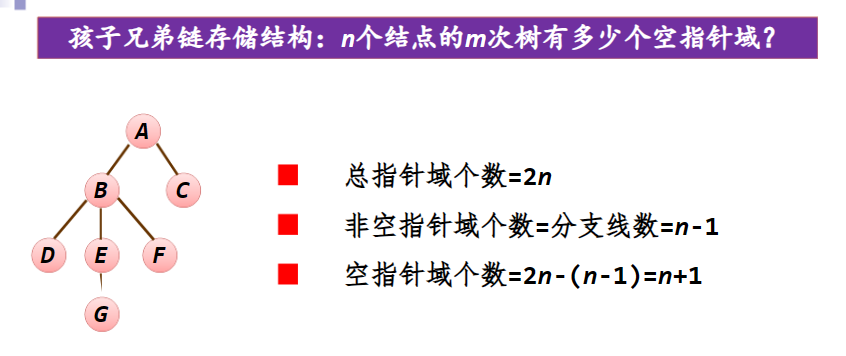 孩子兄弟链存储结构：n个结点的m次树有多少个空指针域？
A
B
C
D
E
F
G
总指针域个数=2n
非空指针域个数=分支线数=n-1
空指针域个数=2n-(n-1)=n+1